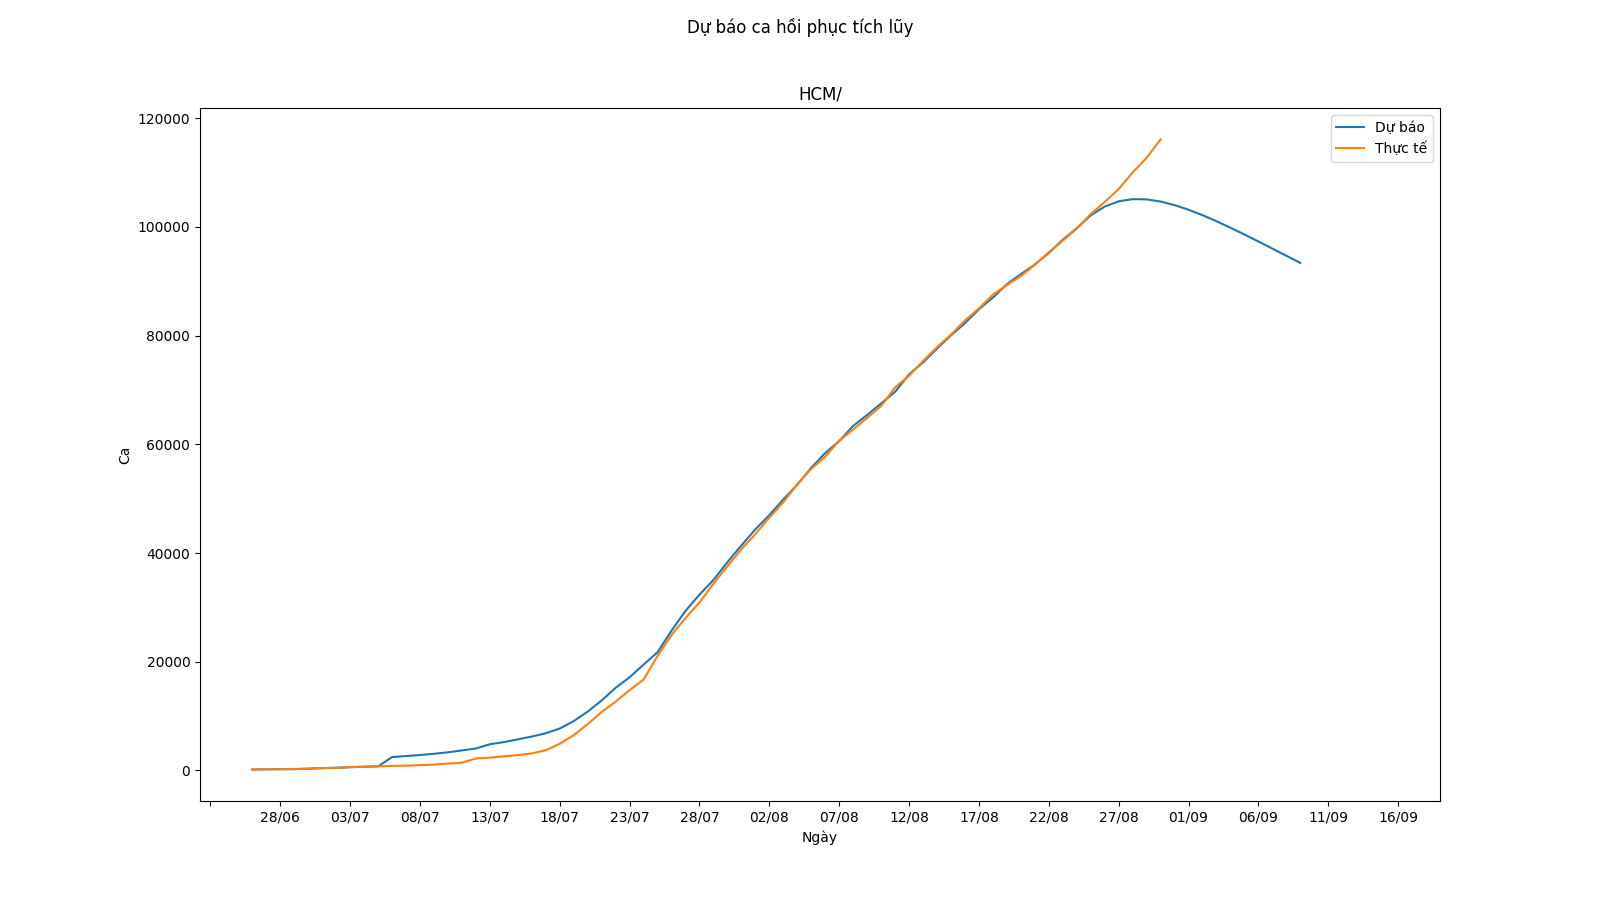 Dự báo ca hồi phục tích lũy
HCM/
Dự báo
Thực tế
120000
100000
80000
60000
40000
20000
0
Ca
28/06 03/07 08/07 13/07 18/07 23/07 28/07 02/08 07/08 12/08 17/08 22/08 27/08 01/09 06/09 11/09 16/09
Ngày